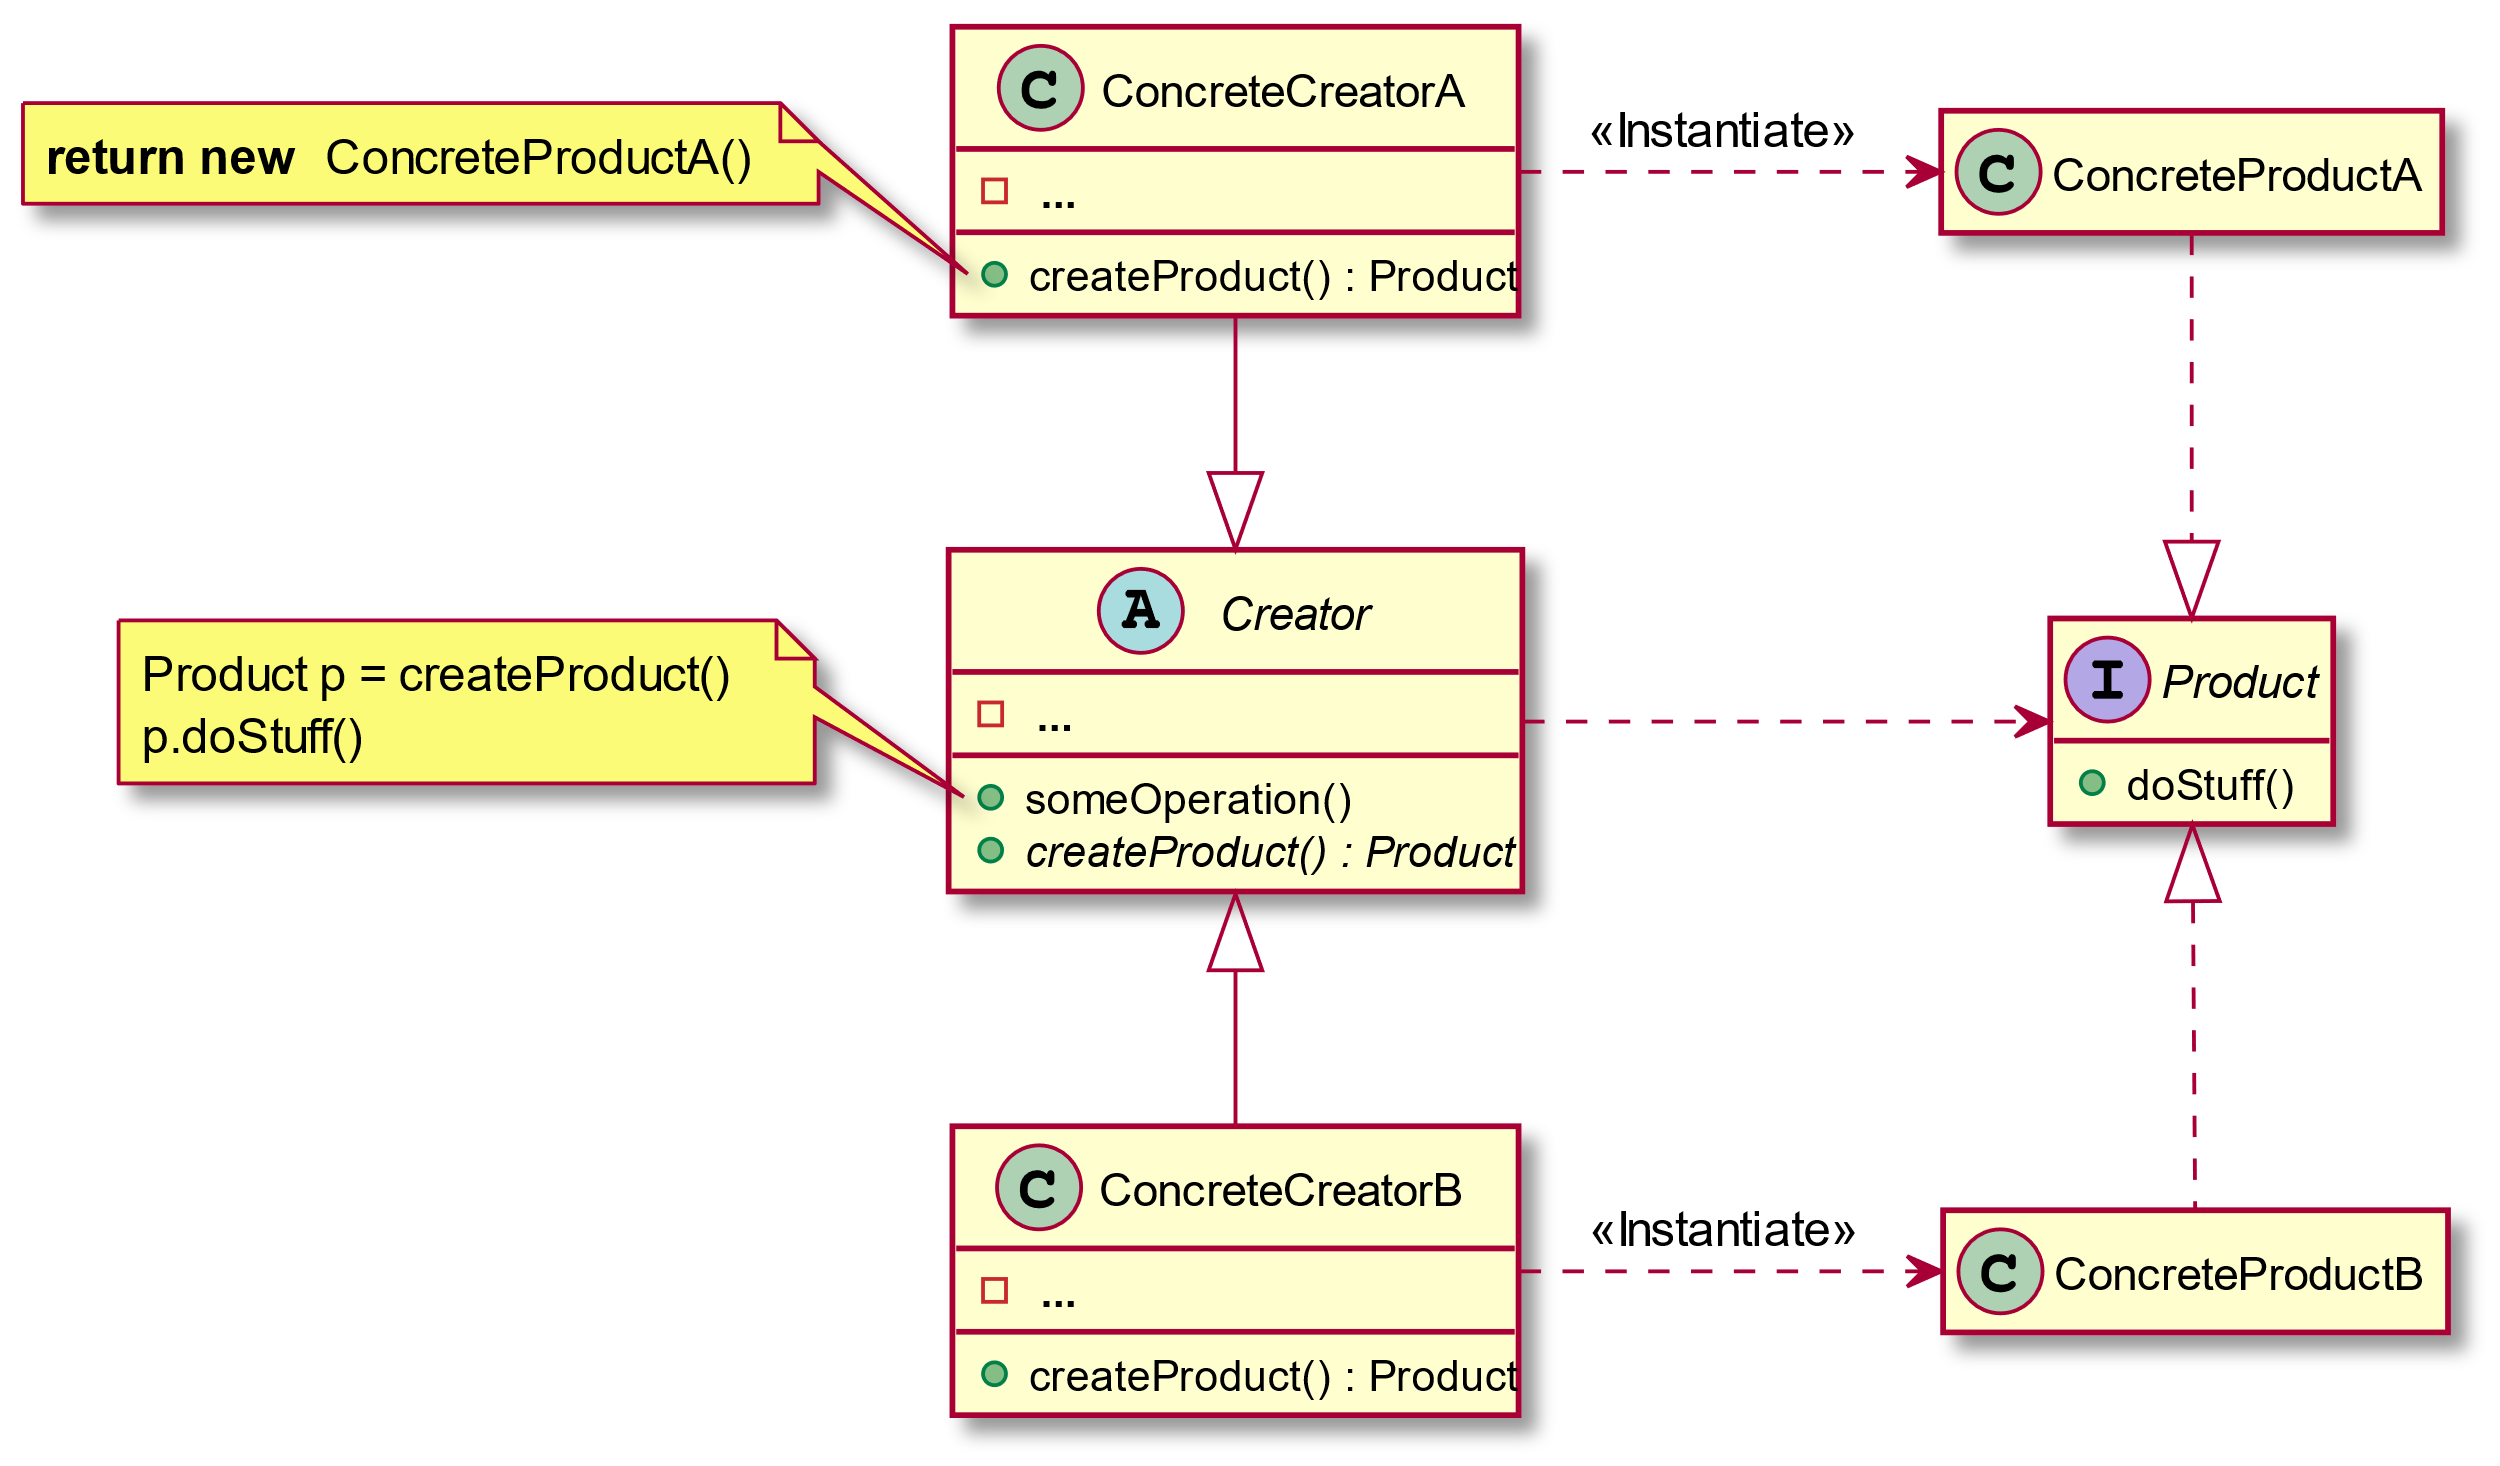 C ConcreteCreatorA
...
createProduct() : Product
return new ConcreteProductA()
«Instantiate»
C ConcreteProductA
A Creator
...
someOperation()
createProduct() : Product
Product p = createProduct()
p.doStuff()
I Product
doStuff()
C ConcreteCreatorB
...
createProduct() : Product
«Instantiate»
C ConcreteProductB